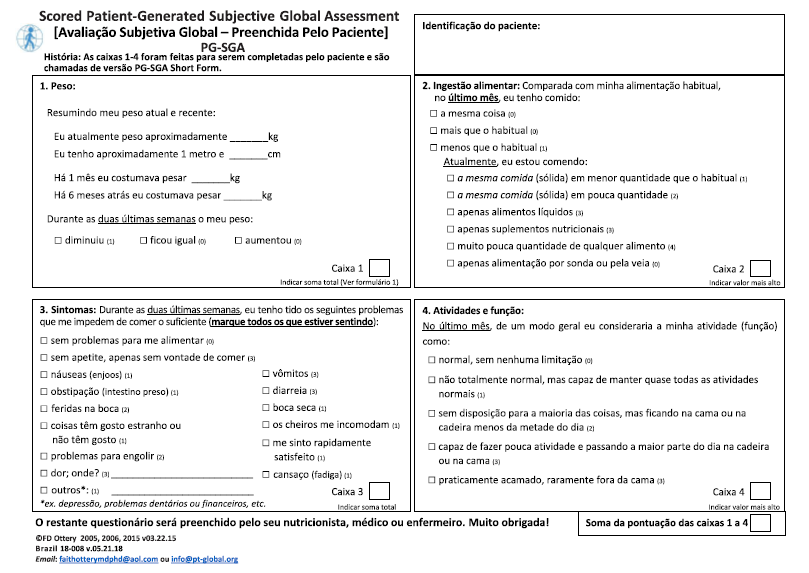 Scored Patient-Generated Subjective Global Assessment
[Avaliação Subjetiva Global – Preenchida Pelo Paciente]
PG-SGA
História: As caixas 1-4 foram feitas para serem completadas pelo paciente e são
chamadas de versão PG-SGA Short Form.
Identificação do paciente:
1. Peso:
Resumindo meu peso atual e recente:
Eu atualmente peso aproximadamente _______kg
Eu tenho aproximadamente 1 metro e _______cm
Há 1 mês eu costumava pesar _______kg
Há 6 meses atrás eu costumava pesar _______kg
Durante as duas últimas semanas o meu peso:
☐ diminuiu (1) ☐ ficou igual (0) ☐ aumentou (0)
Caixa 1
Indicar soma total (Ver formulário 1)
2. Ingestão alimentar: Comparada com minha alimentação habitual,
no último mês, eu tenho comido:
☐ a mesma coisa (0)
☐ mais que o habitual (0)
☐ menos que o habitual (1)
Atualmente, eu estou comendo:
☐ a mesma comida (sólida) em menor quantidade que o habitual (1)
☐ a mesma comida (sólida) em pouca quantidade (2)
☐ apenas alimentos líquidos (3)
☐ apenas suplementos nutricionais (3)
☐ muito pouca quantidade de qualquer alimento (4)
☐ apenas alimentação por sonda ou pela veia (0)
Caixa 2
Indicar valor mais alto
3. Sintomas: Durante as duas últimas semanas, eu tenho tido os seguintes problemas
que me impedem de comer o suficiente (marque todos os que estiver sentindo):
☐ sem problemas para me alimentar (0)
☐ sem apetite, apenas sem vontade de comer (3)
☐ náuseas (enjoos) (1)
☐ obstipação (intestino preso) (1)
☐ feridas na boca (2)
☐ coisas têm gosto estranho ou
não têm gosto (1)
☐ problemas para engolir (2)
☐ dor; onde? (3) ____________________________
☐ outros*: (1) ____________________________
*ex. depressão, problemas dentários ou financeiros, etc.
☐ vômitos (3)
☐ diarreia (3)
☐ boca seca (1)
☐ os cheiros me incomodam (1)
☐ me sinto rapidamente
satisfeito (1)
☐ cansaço (fadiga) (1)
Caixa 3
Indicar soma total
4. Atividades e função:
No último mês, de um modo geral eu consideraria a minha atividade (função)
como:
☐ normal, sem nenhuma limitação (0)
☐ não totalmente normal, mas capaz de manter quase todas as atividades
normais (1)
☐ sem disposição para a maioria das coisas, mas ficando na cama ou na
cadeira menos da metade do dia (2)
☐ capaz de fazer pouca atividade e passando a maior parte do dia na cadeira
ou na cama (3)
☐ praticamente acamado, raramente fora da cama (3)
Caixa 4
Indicar valor mais alto
O restante questionário será preenchido pelo seu nutricionista, médico ou enfermeiro. Muito obrigada!
Soma da pontuação das caixas 1 a 4
©FD Ottery 2005, 2006, 2015 v03.22.15
Brazil 18-008 v.05.21.18
Email: faithotterymdphd@aol.com ou info@pt-global.org